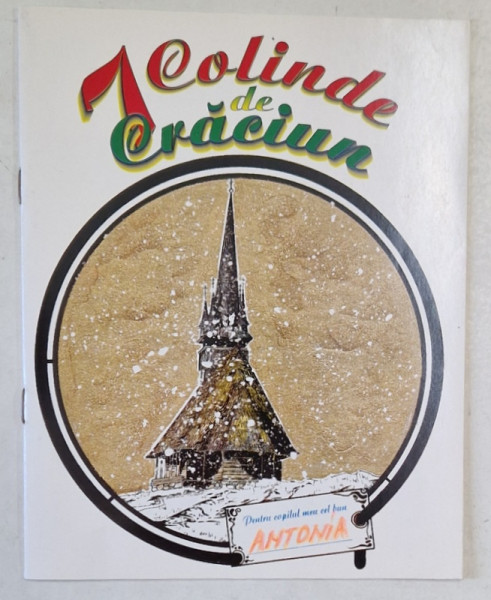 7 Colinde
de
Crăciun
Pentru copilul meu cel bun
ANTONIA